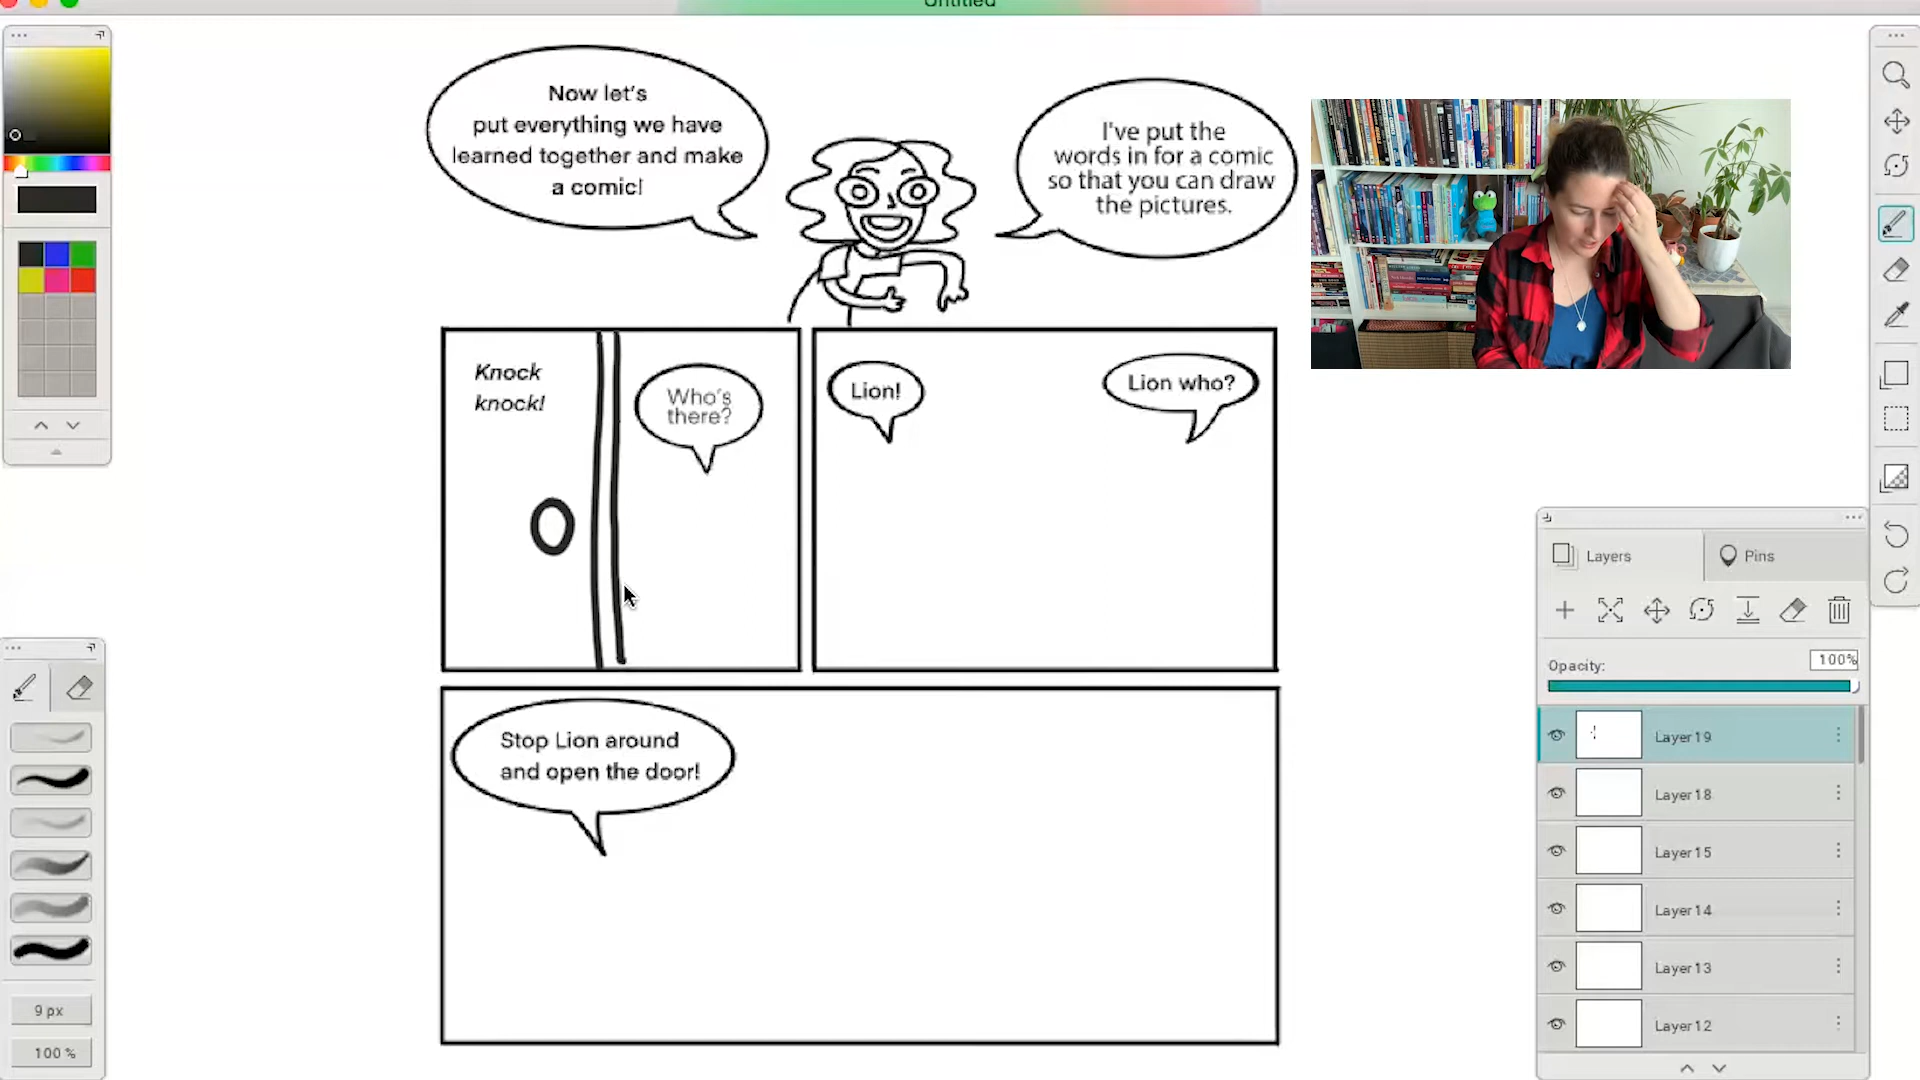 Untitled
Now let's
put everything we have
learned together and make
a comic!
I've put the
words in for a comic
so that you can draw
the pictures.
Knock
knock!
Who's
there?
Lion!
Lion who?
Stop Lion around
and open the door!
Layers
Pins
Opacity:
100%
Layer 19
Layer 18
Layer 15
Layer 14
Layer 13
Layer 12
9 px
100 %